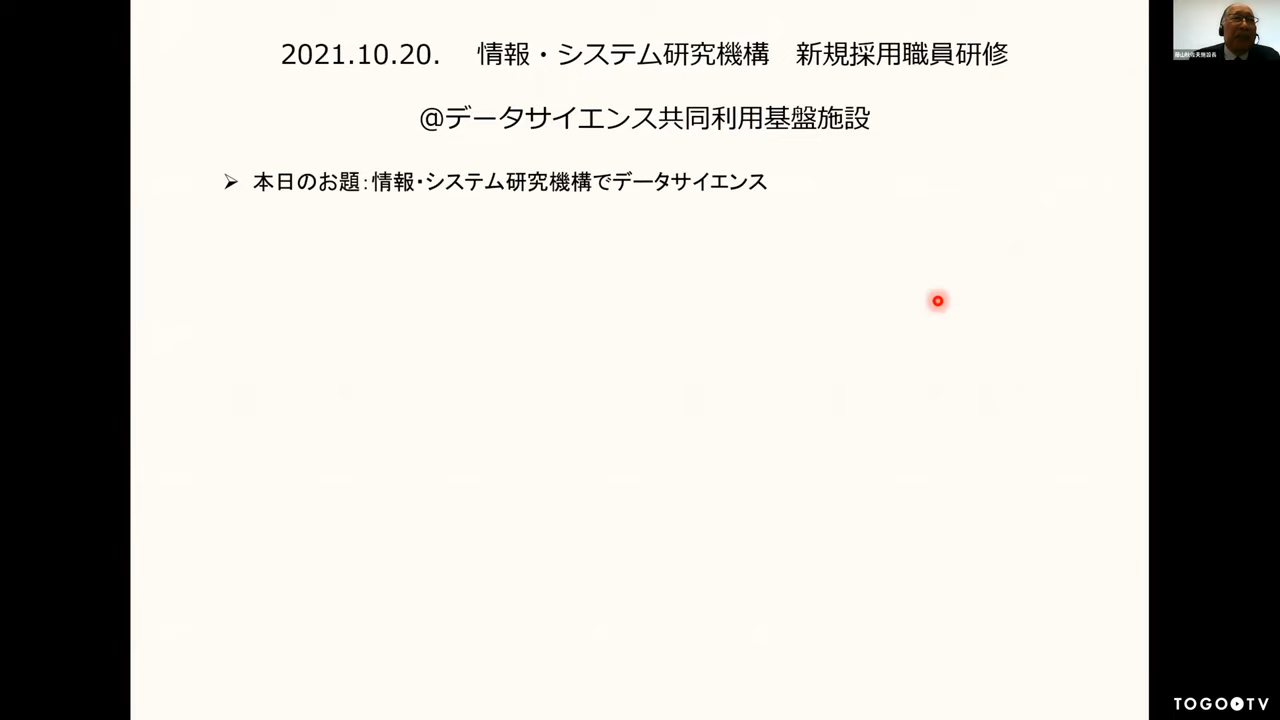 2021.10.20. 情報・システム研究機構 新規採用職員研修
@データサイエンス共同利用基盤施設
➢ 本日のお題：情報・システム研究機構でデータサイエンス
TOGO TV